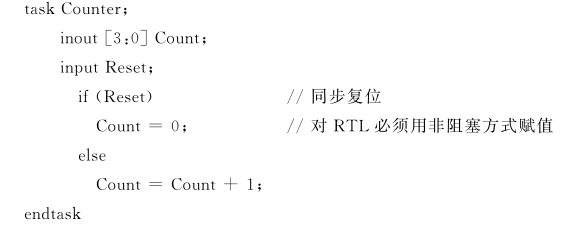 task Counter;
inout [3:0] Count;
input Reset;
if (Reset) // 同步复位
Count = 0; // 对 RTL 必须用非阻塞方式赋值
else
Count = Count + 1;
endtask